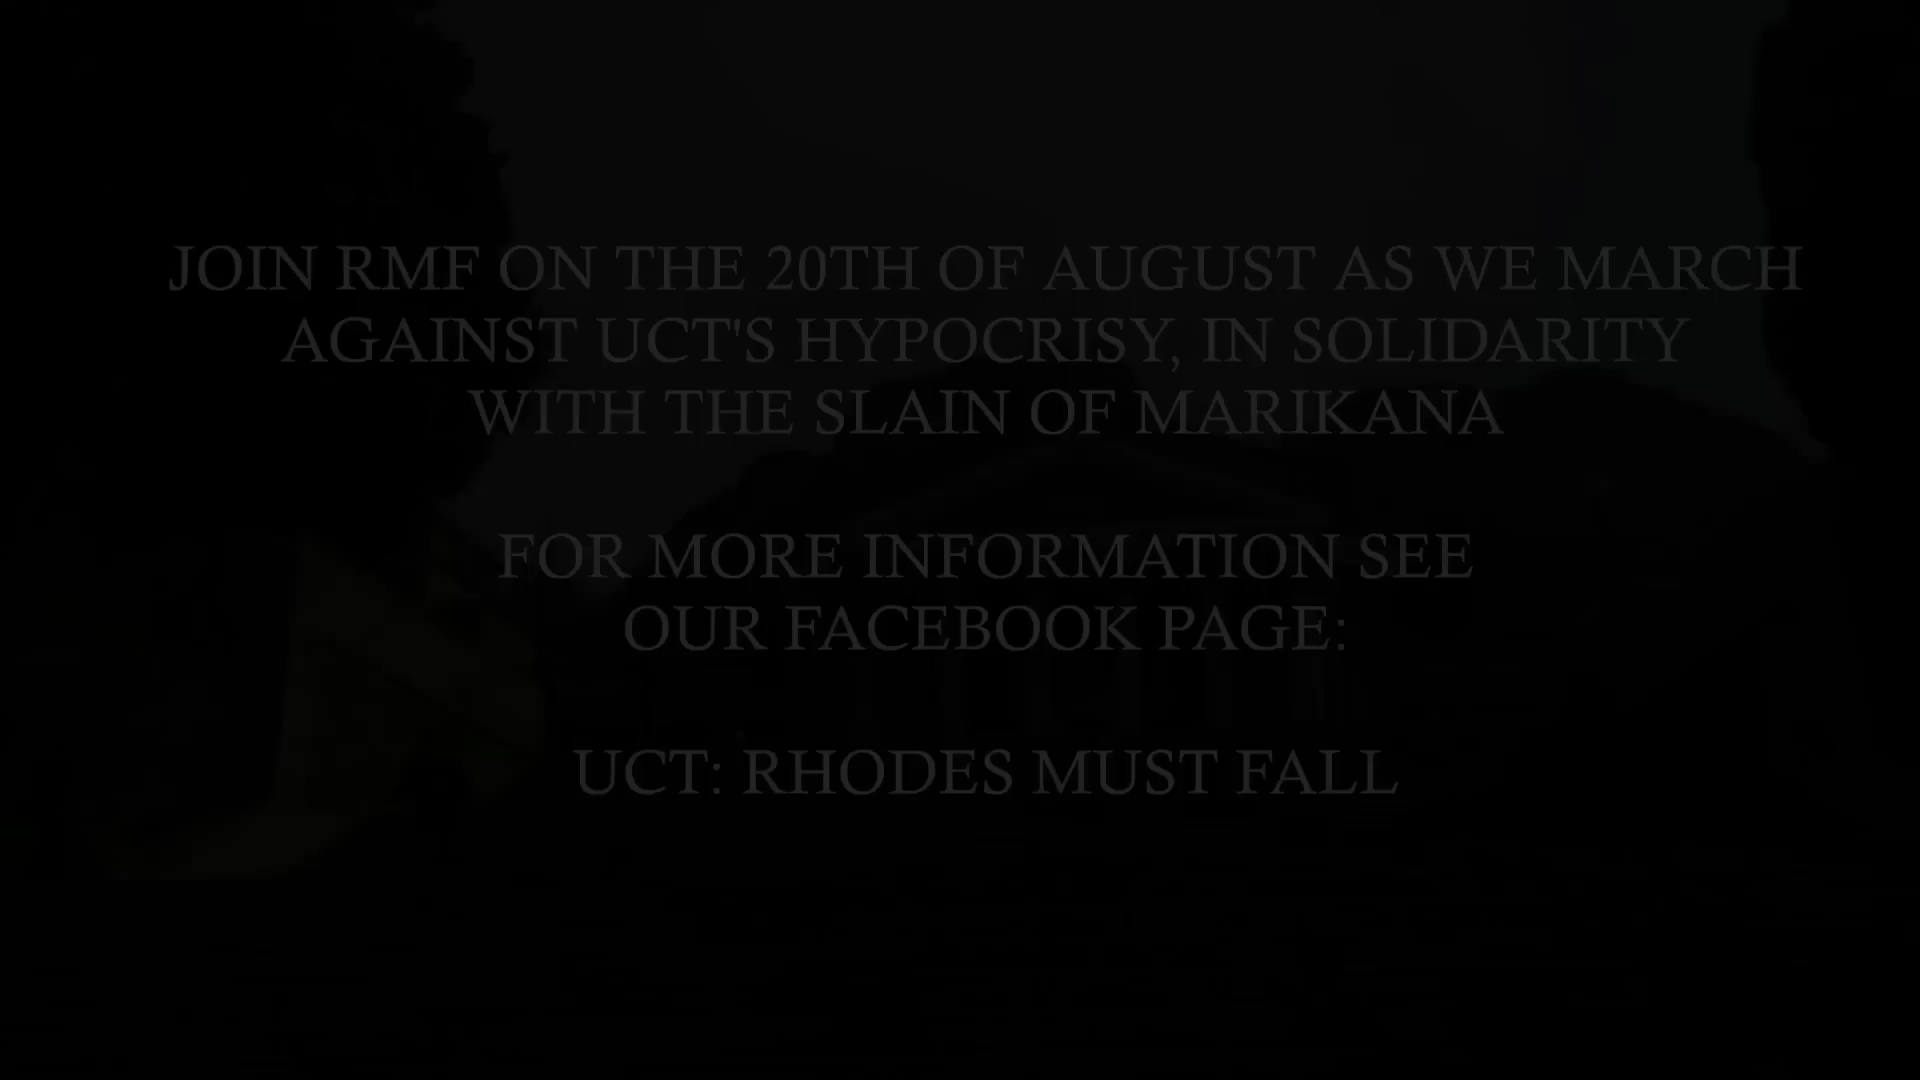 JOIN RMF ON THE 20TH OF AUGUST AS WE MARCH
AGAINST UCT'S HYPOCRISY, IN SOLIDARITY
WITH THE SLAIN OF MARIKANA
FOR MORE INFORMATION SEE
OUR FACEBOOK PAGE:
UCT: RHODES MUST FALL